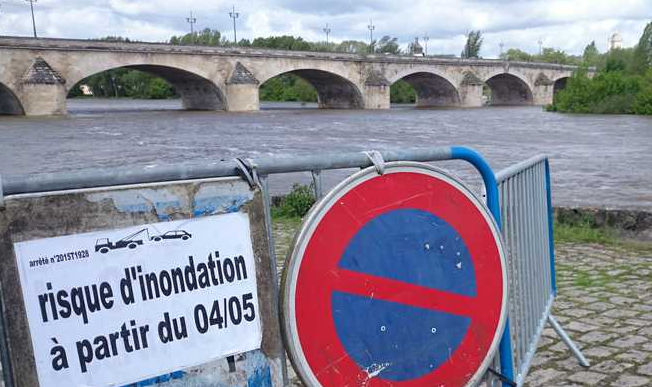 arrêté n°2015T1928
risque d'inondation
à partir du 04/05